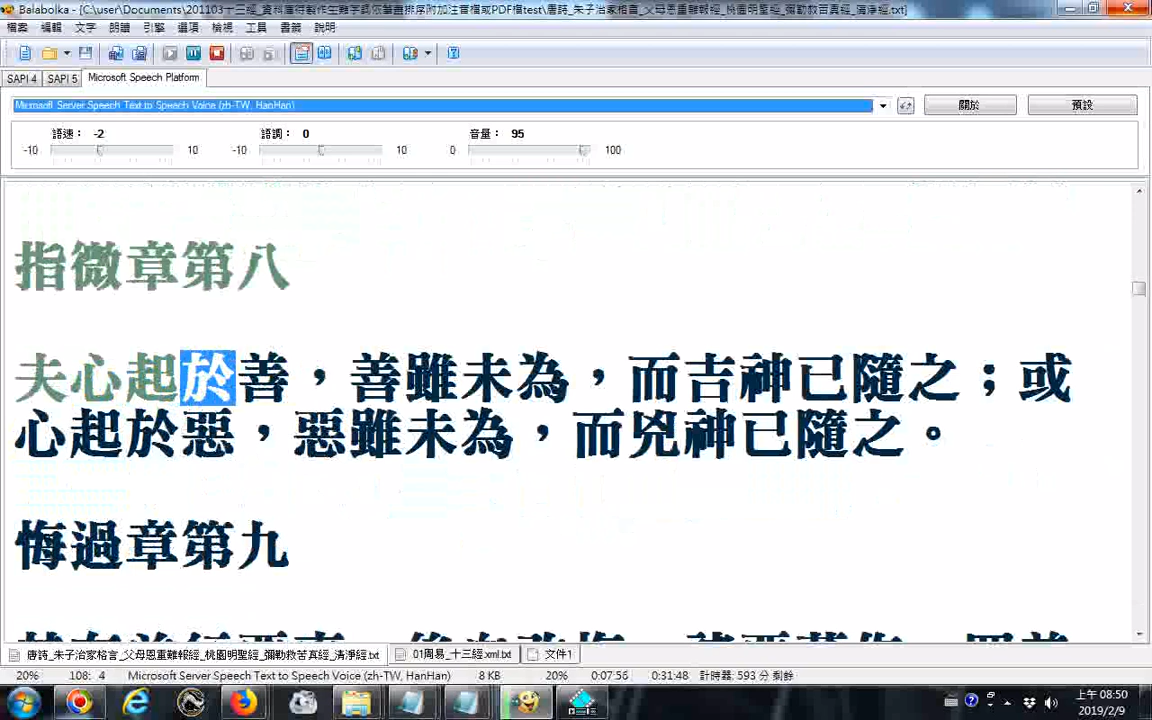 Balabolka - [C:\user\Documents\201103十三經_資料庫待製作生難字詞依筆畫排序附加注音檔或PDF檔test\唐詩_朱子治家格言_父母恩重難報經_桃園明聖經_彌勒救苦真經_清淨經.txt]
檔案 編輯 文字 朗讀 引擎 選項 檢視 工具 書籤 說明
SAPI 4 SAPI 5 Microsoft Speech Platform
Microsoft Server Speech Text to Speech Voice (zh-TW, HanHan) 關於 預設
語速： -2 語調： 0 音量： 95
-10 10 -10 10 0 100
指微章第八
夫心起於善，善雖未為，而吉神已隨之；或
心起於惡，惡雖未為，而兇神已隨之。
悔過章第九
唐詩_朱子治家格言_父母恩重難報經_桃園明聖經_彌勒救苦真經_清淨經.txt 01周易_十三經.xml.txt 文件1
20% 108: 4 Microsoft Server Speech Text to Speech Voice (zh-TW, HanHan) 8 KB 20% 0:07:56 0:31:48 計時器: 593 分 剩餘
上午 08:50
2019/2/9